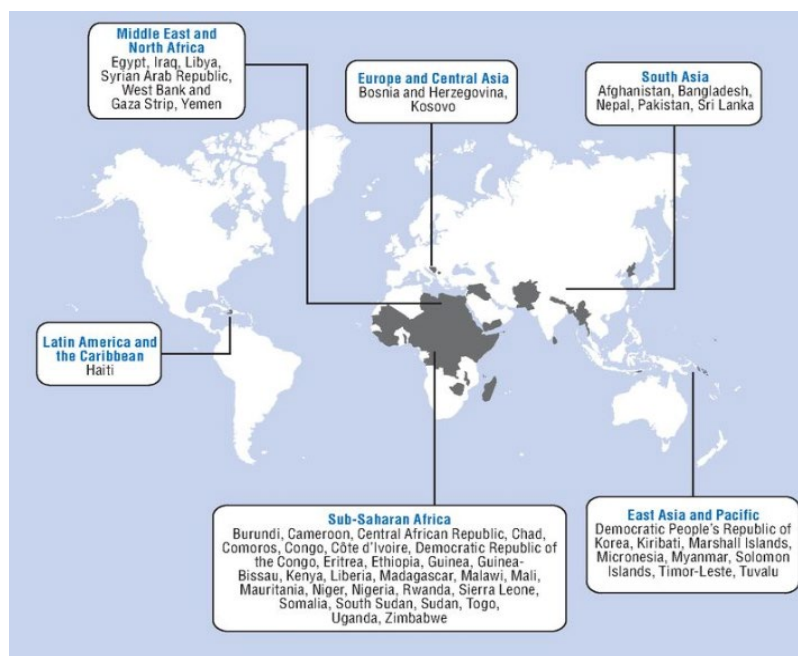 Middle East and
North Africa
Egypt, Iraq, Libya,
Syrian Arab Republic,
West Bank and
Gaza Strip, Yemen
Europe and Central Asia
Bosnia and Herzegovina,
Kosovo
South Asia
Afghanistan, Bangladesh,
Nepal, Pakistan, Sri Lanka
Latin America and
the Caribbean
Haiti
Sub-Saharan Africa
Burundi, Cameroon, Central African Republic, Chad,
Comoros, Congo, Côte d'Ivoire, Democratic Republic of
the Congo, Eritrea, Ethiopia, Guinea, Guinea-
Bissau, Kenya, Liberia, Madagascar, Malawi, Mali,
Mauritania, Niger, Nigeria, Rwanda, Sierra Leone,
Somalia, South Sudan, Sudan, Togo,
Uganda, Zimbabwe
East Asia and Pacific
Democratic People's Republic of
Korea, Kiribati, Marshall Islands,
Micronesia, Myanmar, Solomon
Islands, Timor-Leste, Tuvalu